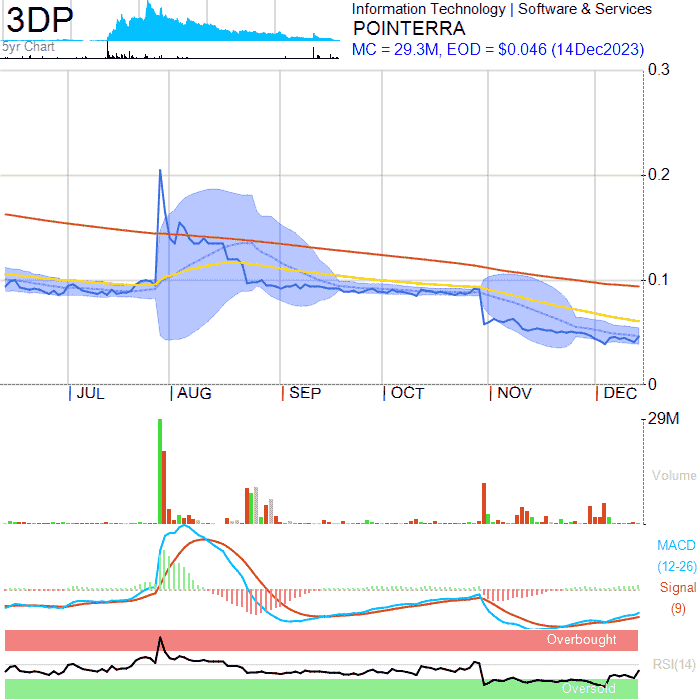 3DP
5yr Chart
Information Technology | Software & Services
POINTERRA
MC = 29.3M, EOD = $0.046 (14Dec2023)
0.3
0.2
0.1
0
JUL AUG SEP OCT NOV DEC
29M
Volume
MACD
(12-26)
Signal
(9)
Overbought
RSI(14)
Oversold